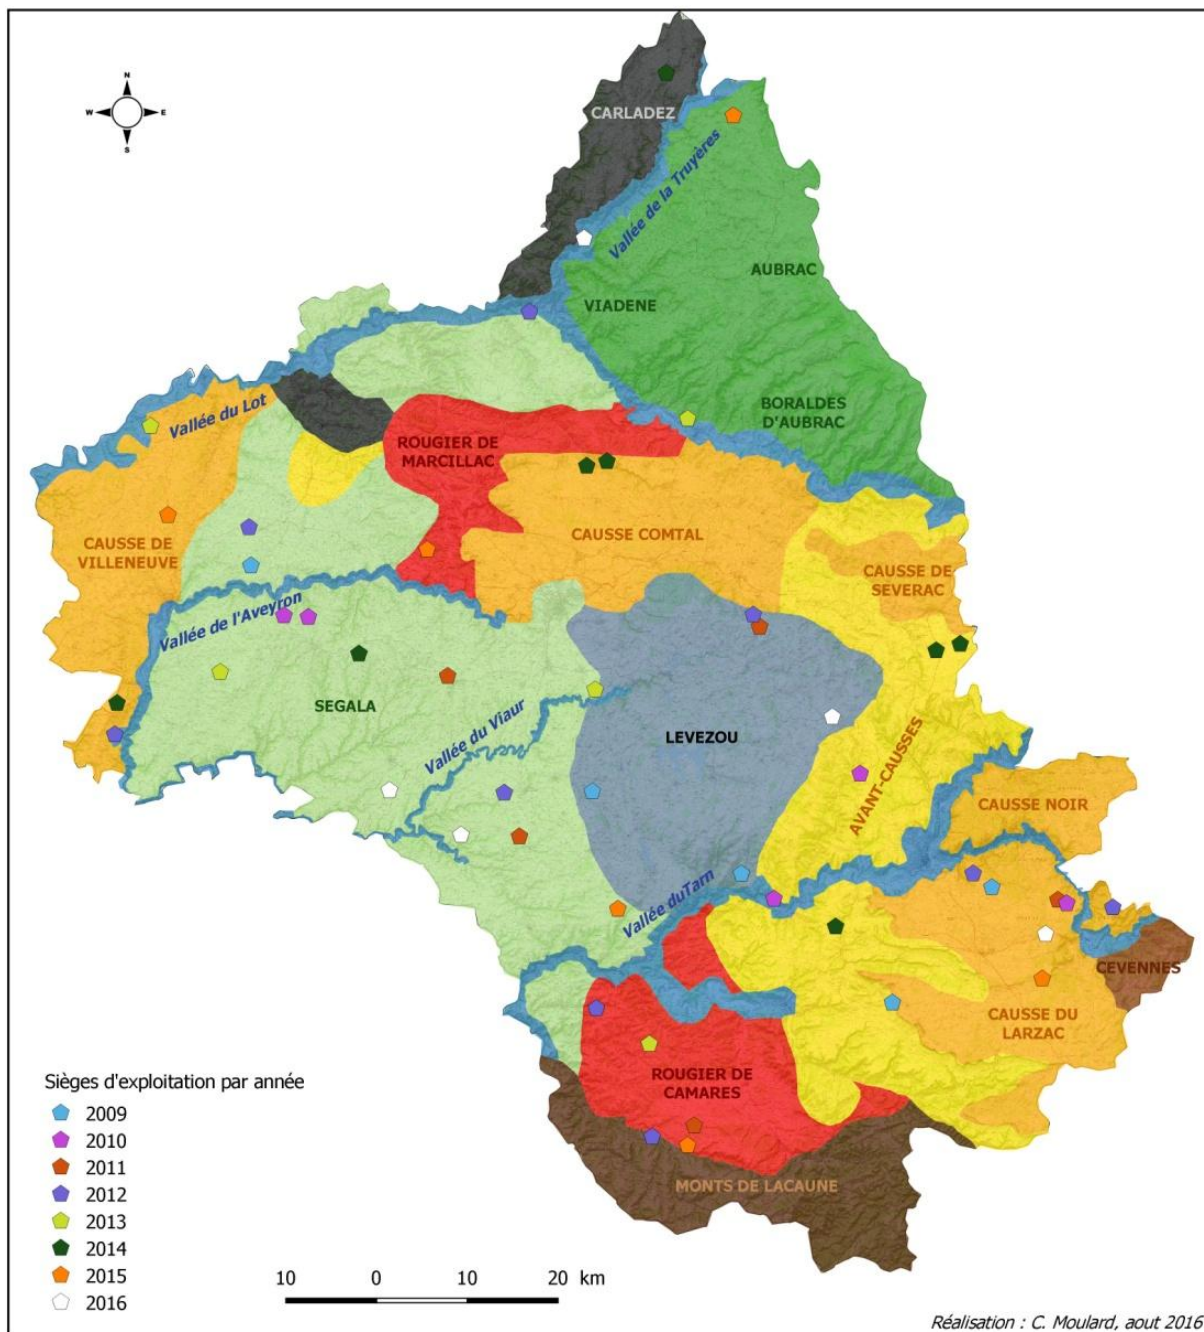 N
W E
S
CARLADEZ
Vallée de la Truyères
AUBRAC
VIADENE
BORALDES
D'AUBRAC
Vallée du Lot
ROUGIER DE
MARCILLAC
CAUSSE DE
VILLENEUVE
CAUSSE COMTAL
CAUSSE DE
SEVERAC
Vallée de l'Aveyron
SEGALA
Vallée du Viaur
LEVEZOU
AVANT-CAUSSES
CAUSSE NOIR
Vallée duTarn
CEVENNES
CAUSSE DU
LARZAC
ROUGIER DE
CAMARES
MONTS DE LACAUNE
Sièges d'exploitation par année
2009
2010
2011
2012
2013
2014
2015
2016
10 0 10 20 km
Réalisation : C. Moulard, aout 2016